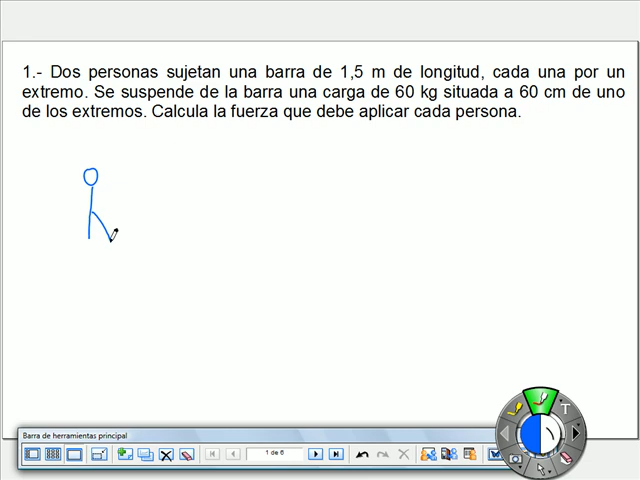 1.- Dos personas sujetan una barra de 1,5 m de longitud, cada una por un
extremo. Se suspende de la barra una carga de 60 kg situada a 60 cm de uno
de los extremos. Calcula la fuerza que debe aplicar cada persona.
Barra de herramientas principal
1 de 6
T